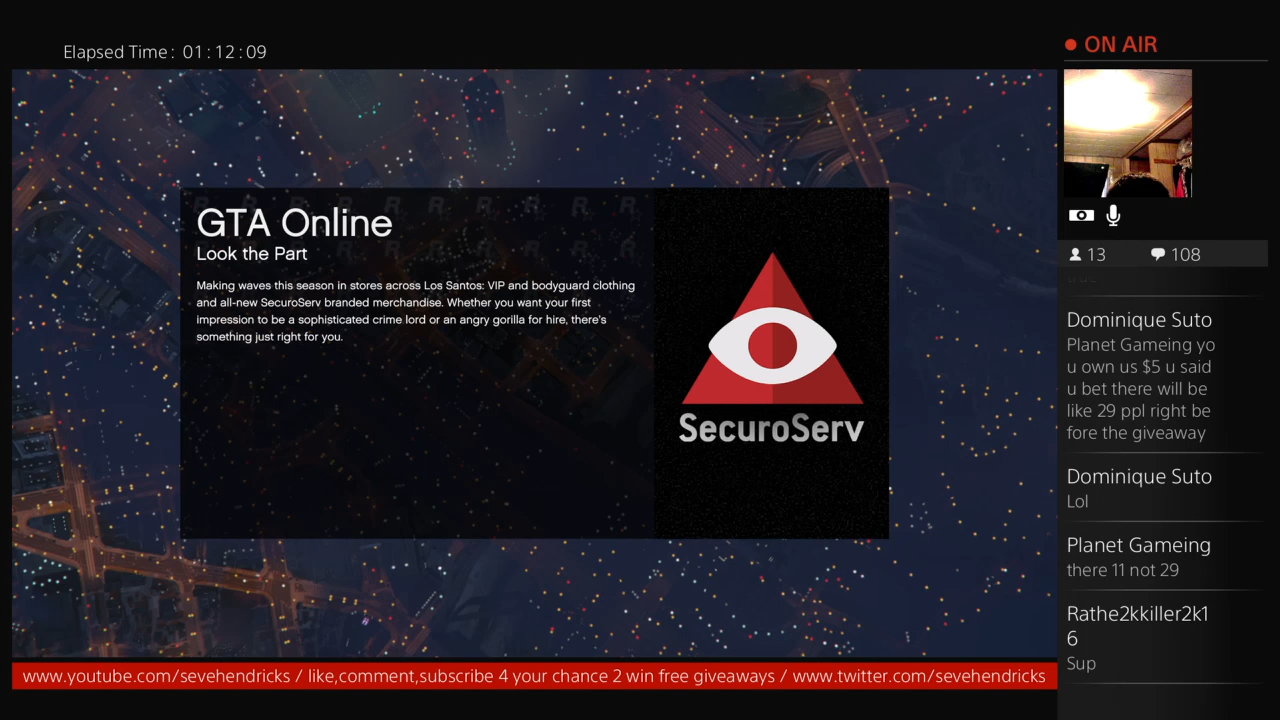 Elapsed Time: 01:12:09
ON AIR
GTA Online
Look the Part
Making waves this season in stores across Los Santos: VIP and bodyguard clothing
and all-new SecuroServ branded merchandise. Whether you want your first
impression to be a sophisticated crime lord or an angry gorilla for hire, there's
something just right for you.
SecuroServ
13 108
Dominique Suto
Planet Gameing yo
u own us $5 u said
u bet there will be
like 29 ppl right be
fore the giveaway
Dominique Suto
Lol
Planet Gameing
there 11 not 29
Rathe2kkiller2k1
6
Sup
www.youtube.com/sevehendricks / like,comment,subscribe 4 your chance 2 win free giveaways / www.twitter.com/sevehendricks